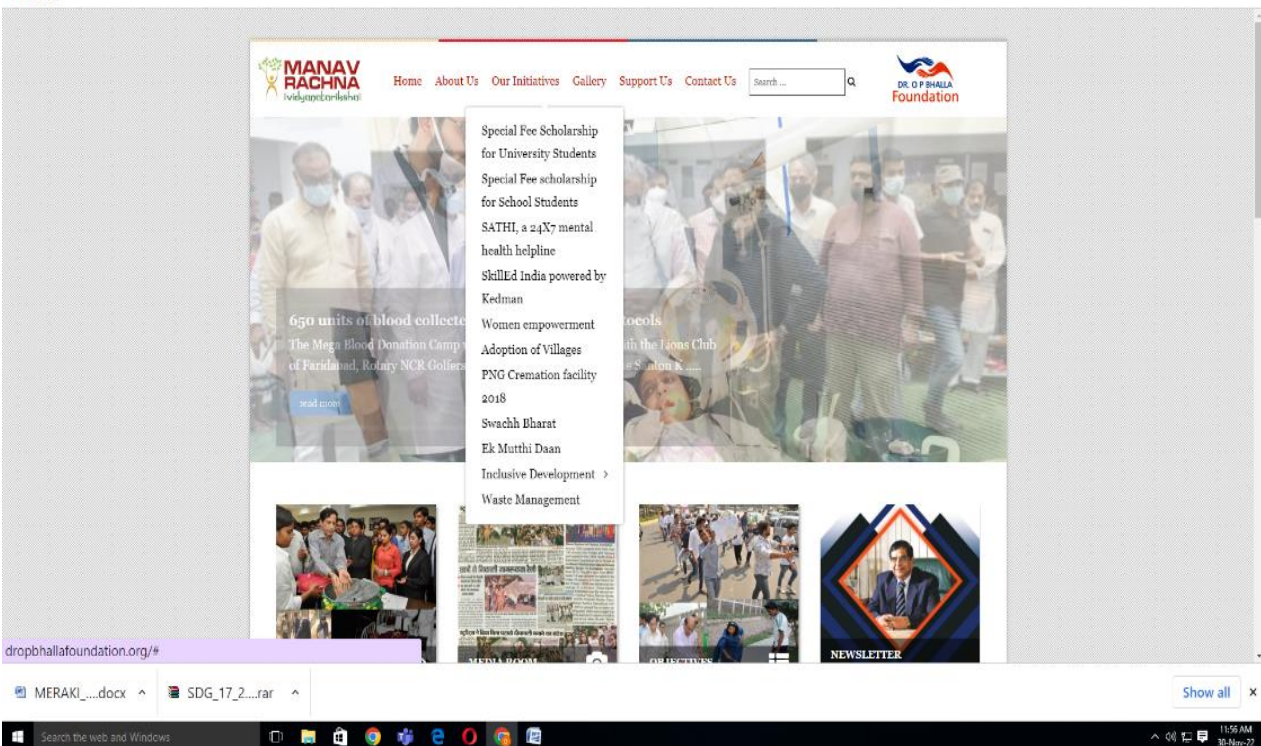 MANAV
RACHNA
vidyanatariksha
Home About Us Our Initiatives Gallery Support Us Contact Us Search ...
DR. O P BHALLA
Foundation
Special Fee Scholarship
for University Students
Special Fee scholarship
for School Students
SATHI, a 24X7 mental
health helpline
SkillEd India powered by
Kedman
Women empowerment
Adoption of Villages
PNG Cremation facility
2018
Swachh Bharat
Ek Mutthi Daan
Inclusive Development >
Waste Management
650 units of blood collecte
The Mega Blood Donation Camp ith the Lions Club
of Faridabad, Rotary NCR Golfers
read more
MEDIA ROOM
OBJECTIVES
NEWSLETTER
dropbhallafoundation.org/#
MERAKI_....docx
SDG_17_2....rar
Show all
Search the web and Windows
11:56 AM
30-Nov-22